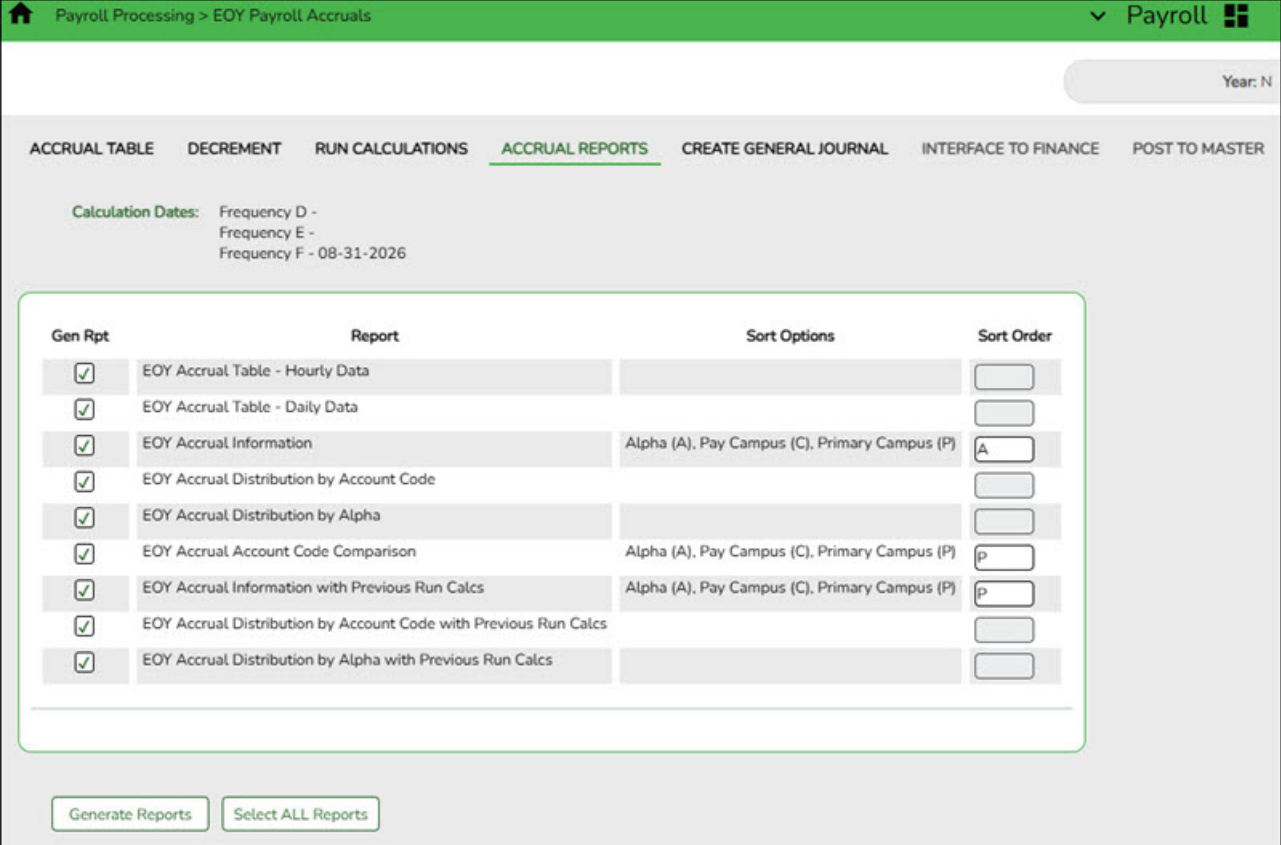 Payroll Processing > EOY Payroll Accruals
Payroll
Year: N
ACCRUAL TABLE DECREMENT RUN CALCULATIONS ACCRUAL REPORTS CREATE GENERAL JOURNAL INTERFACE TO FINANCE POST TO MASTER
Calculation Dates: Frequency D -
Frequency E -
Frequency F - 08-31-2026
Gen Rpt Report Sort Options Sort Order
EOY Accrual Table - Hourly Data
EOY Accrual Table - Daily Data
EOY Accrual Information Alpha (A), Pay Campus (C), Primary Campus (P) A
EOY Accrual Distribution by Account Code
EOY Accrual Distribution by Alpha
EOY Accrual Account Code Comparison Alpha (A), Pay Campus (C), Primary Campus (P) P
EOY Accrual Information with Previous Run Calcs Alpha (A), Pay Campus (C), Primary Campus (P) P
EOY Accrual Distribution by Account Code with Previous Run Calcs
EOY Accrual Distribution by Alpha with Previous Run Calcs
Generate Reports Select ALL Reports